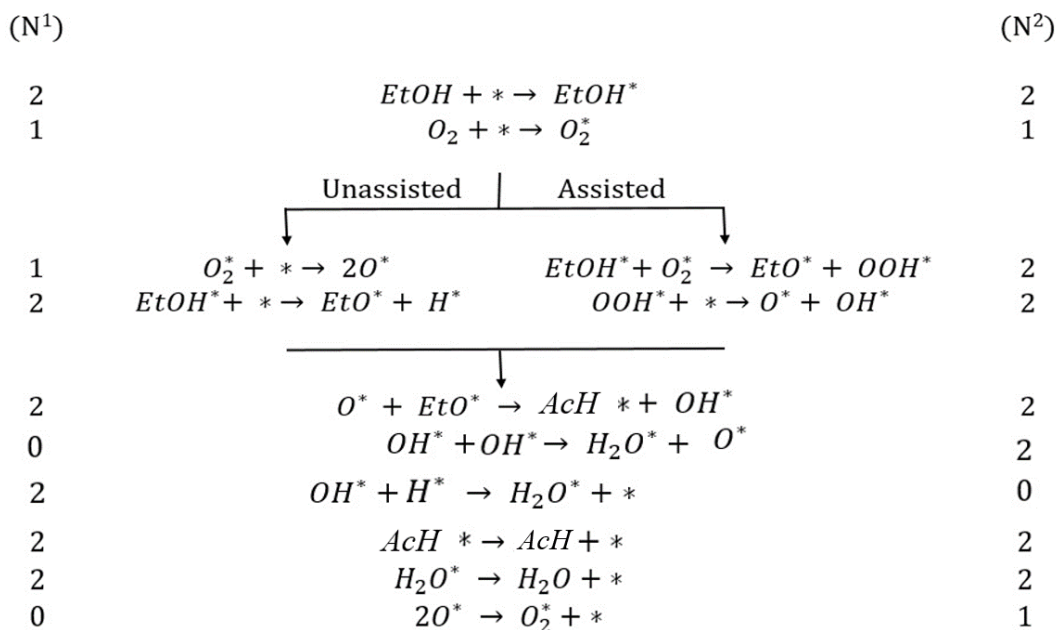 (N¹) (N²)
2 EtOH + * → EtOH* 2
1 O₂ + * → O₂* 1
Unassisted Assisted
1 O₂* + * → 2O* EtOH* + O₂* → EtO* + OOH* 2
2 EtOH* + * → EtO* + H* OOH* + * → O* + OH* 2
2 O* + EtO* → AcH * + OH* 2
0 OH* + OH* → H₂O* + O* 2
2 OH* + H* → H₂O* + * 0
2 AcH * → AcH + * 2
2 H₂O* → H₂O + * 2
0 2O* → O₂* + * 1